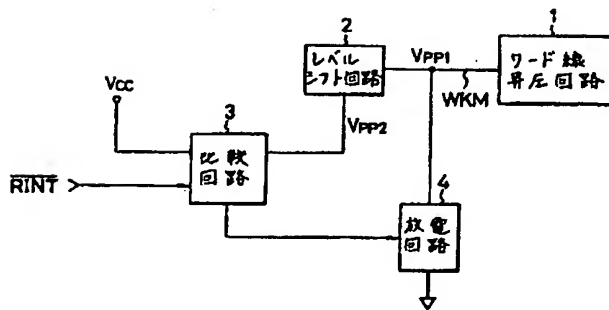 1
ワード線
昇圧回路
2
レベル
シフト回路
VPP1
WKM
VCC
VPP2
3
比較
回路
RINT
4
放電
回路